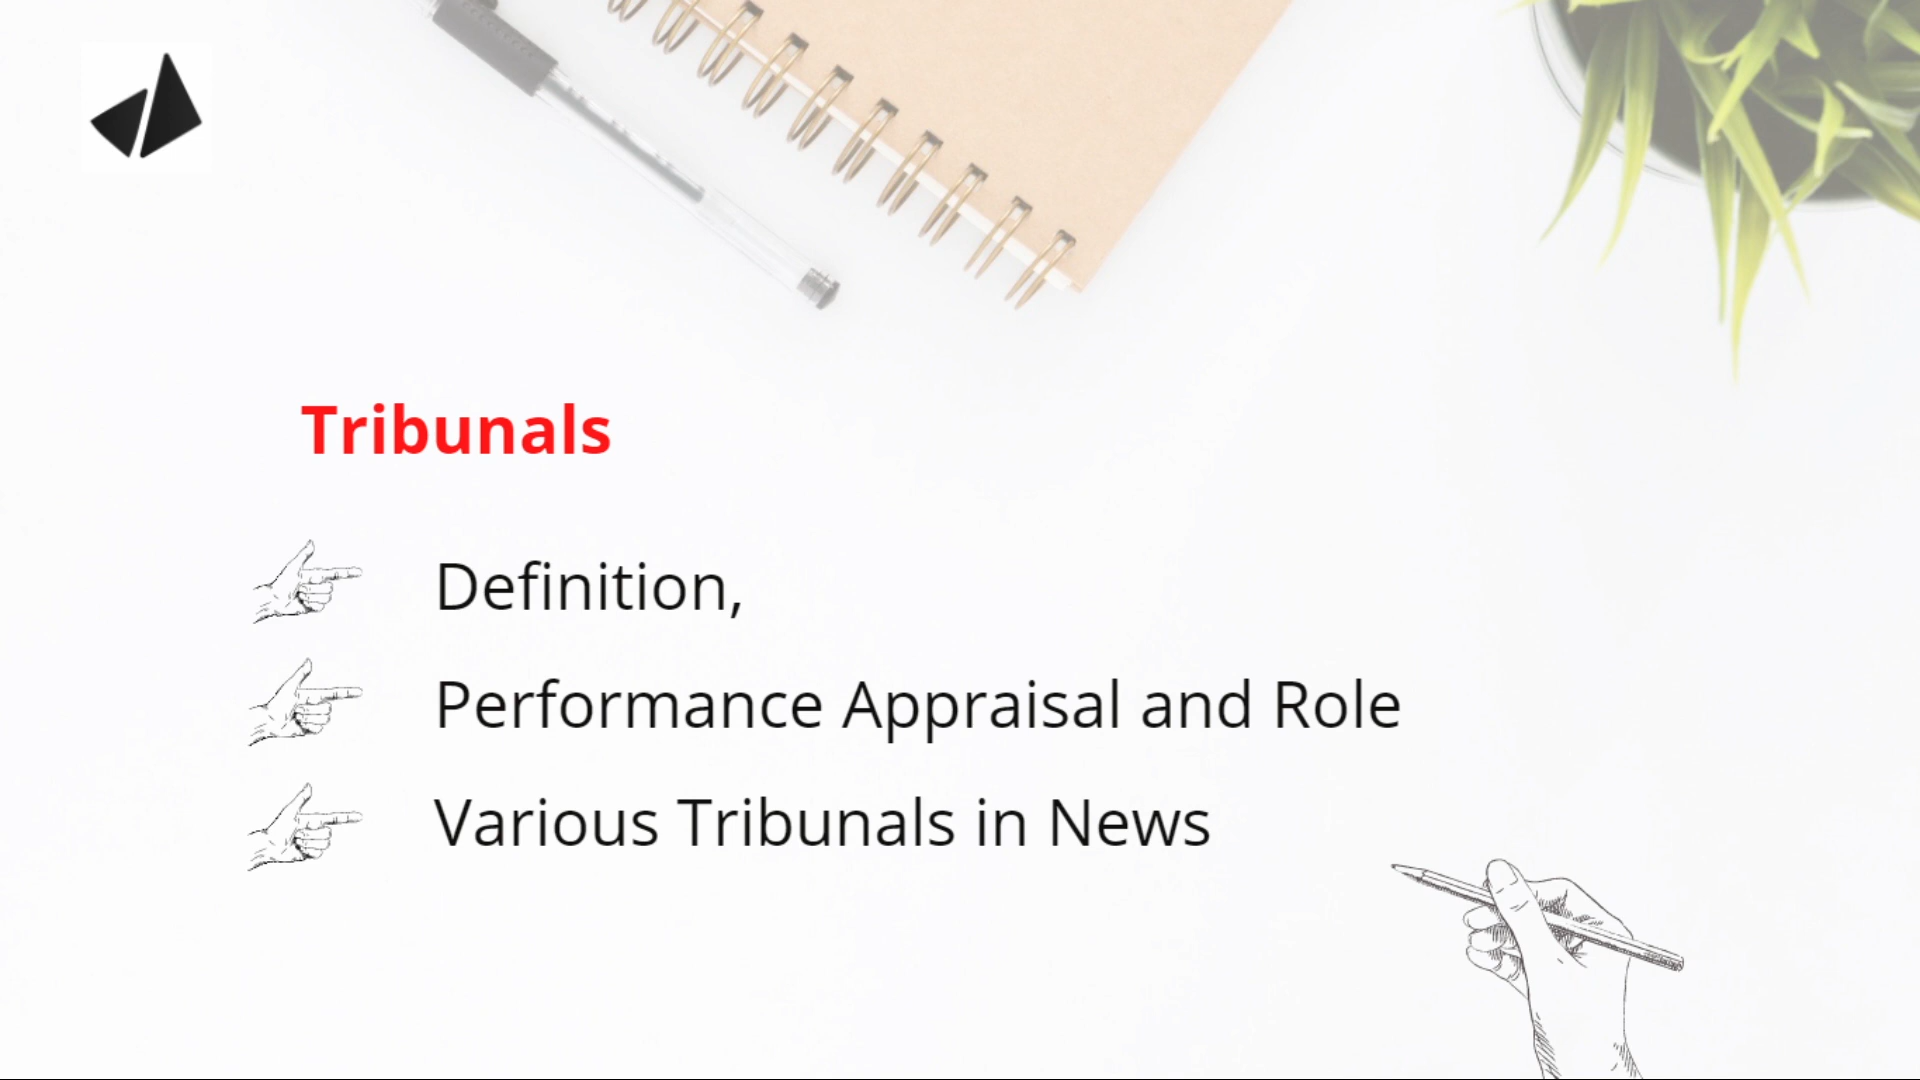 Tribunals
Definition,
Performance Appraisal and Role
Various Tribunals in News